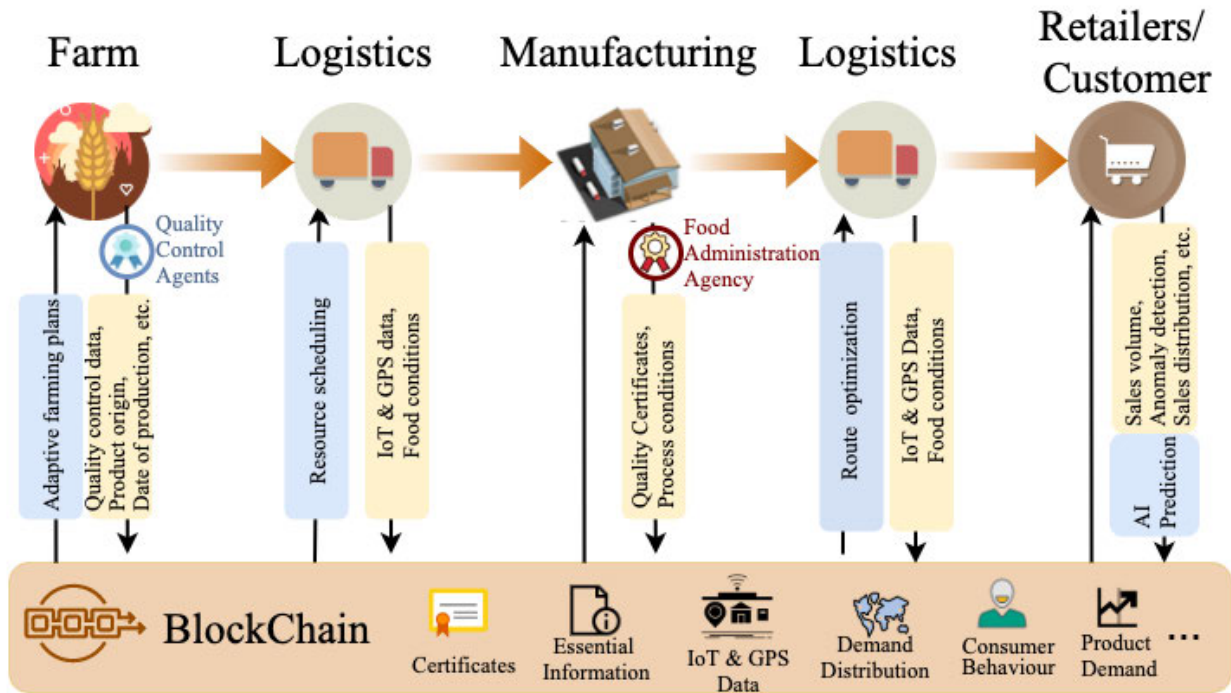 Farm
Logistics
Manufacturing
Logistics
Retailers/
Customer
Quality
Control
Agents
Food
Administration
Agency
Adaptive farming plans
Quality control data,
Product origin,
Date of production, etc.
Resource scheduling
IoT & GPS data,
Food conditions
Quality Certificates,
Process conditions
Route optimization
IoT & GPS Data,
Food conditions
Sales volume,
Anomaly detection,
Sales distribution, etc.
AI
Prediction
BlockChain
Certificates
Essential
Information
IoT & GPS
Data
Demand
Distribution
Consumer
Behaviour
Product
Demand
...